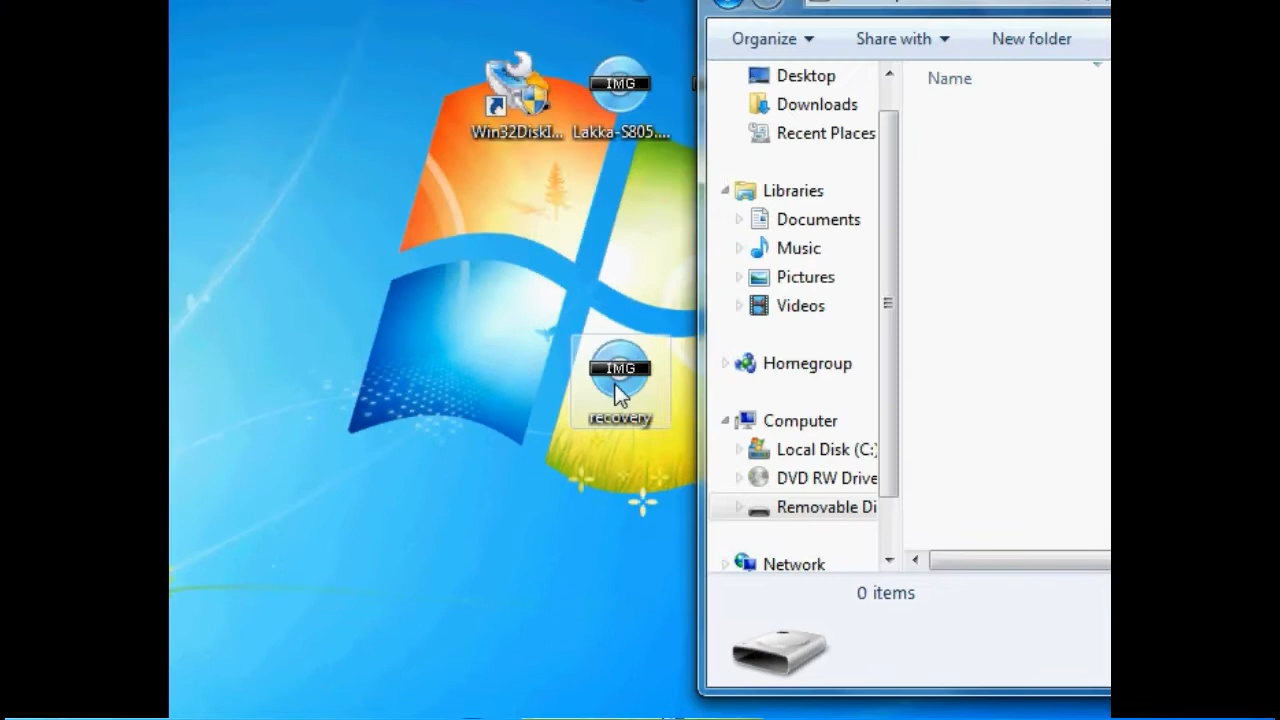 Organize
Share with
New folder
IMG
IMG
Win32DiskI...
Lakka-S805....
Desktop
Downloads
Recent Places
Name
Libraries
Documents
Music
Pictures
Videos
Homegroup
IMG
recovery
Computer
Local Disk (C:)
DVD RW Drive
Removable Di
Network
0 items